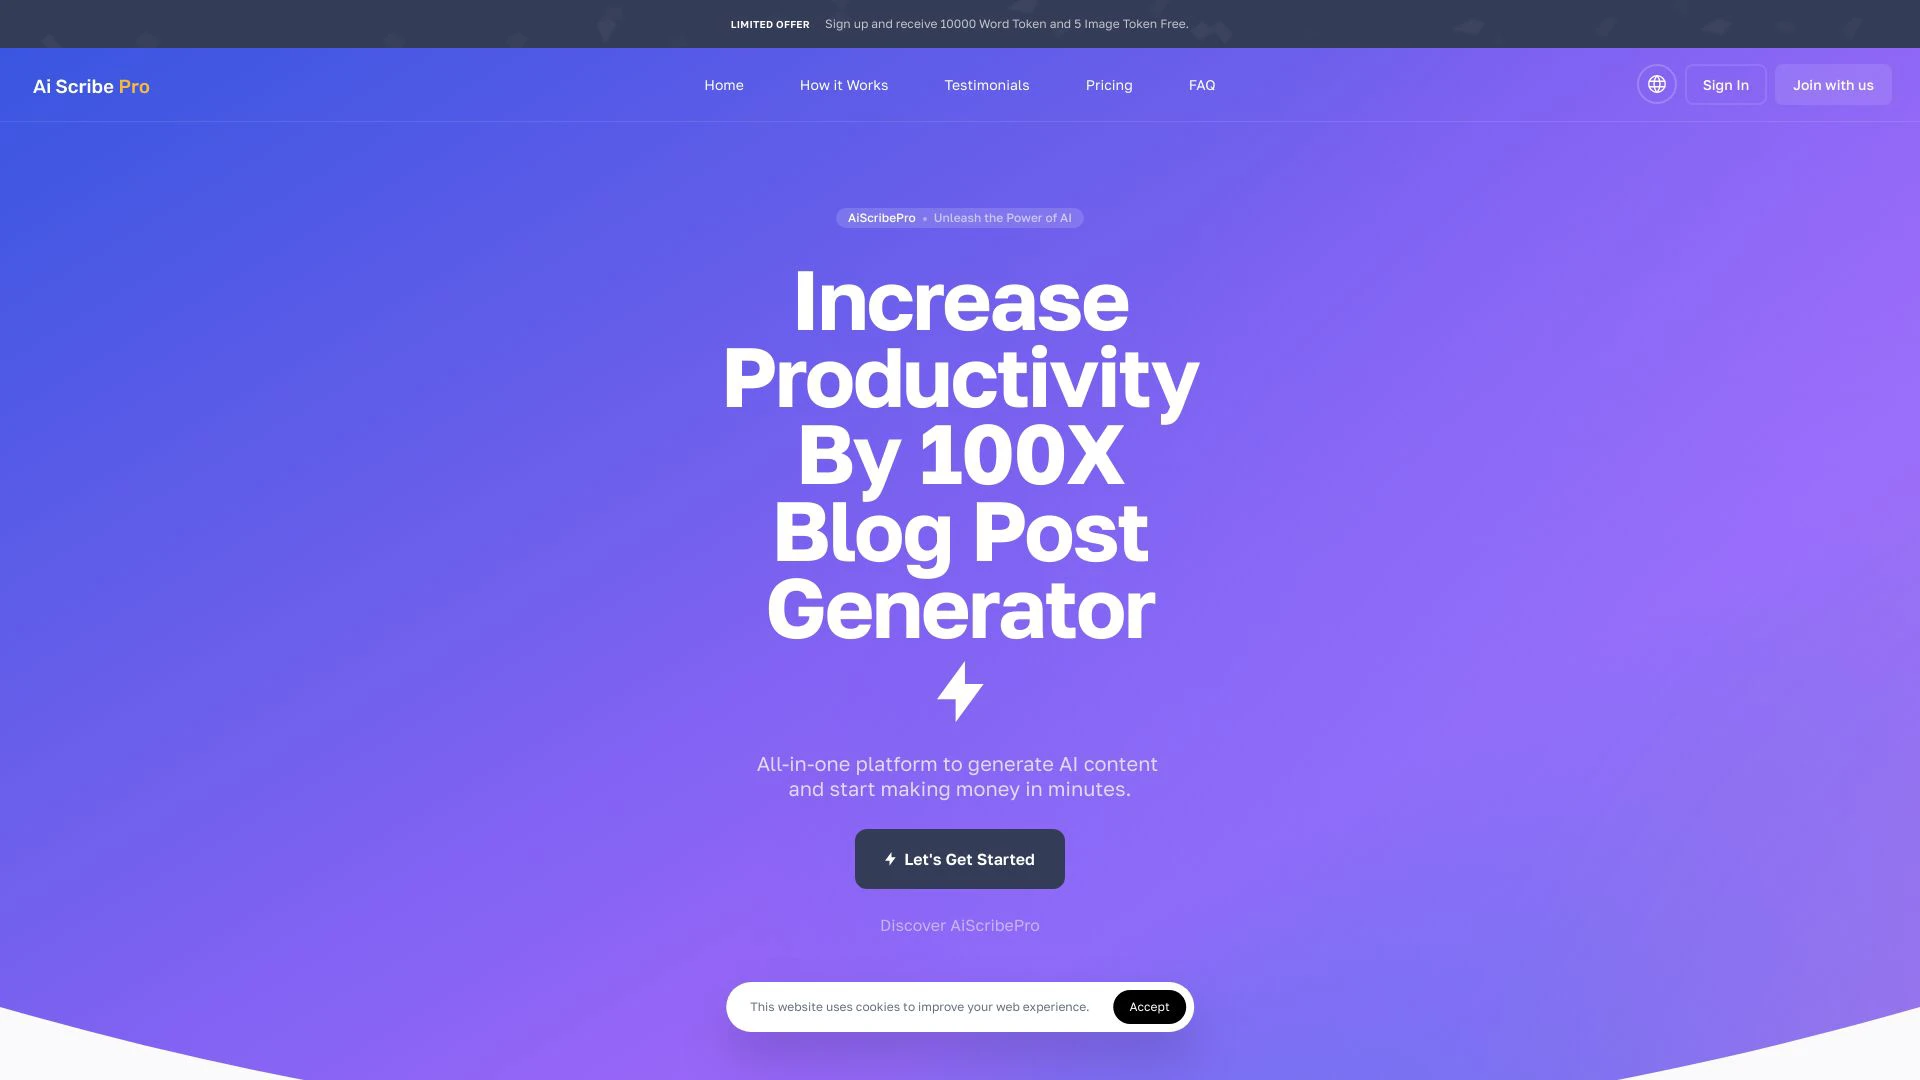 LIMITED OFFER Sign up and receive 10000 Word Token and 5 Image Token Free.
Ai Scribe Pro
Home
How it Works
Testimonials
Pricing
FAQ
Sign In
Join with us
AiScribePro • Unleash the Power of AI
Increase
Productivity
By 100X
Blog Post
Generator
All-in-one platform to generate AI content
and start making money in minutes.
Let's Get Started
Discover AiScribePro
This website uses cookies to improve your web experience.
Accept